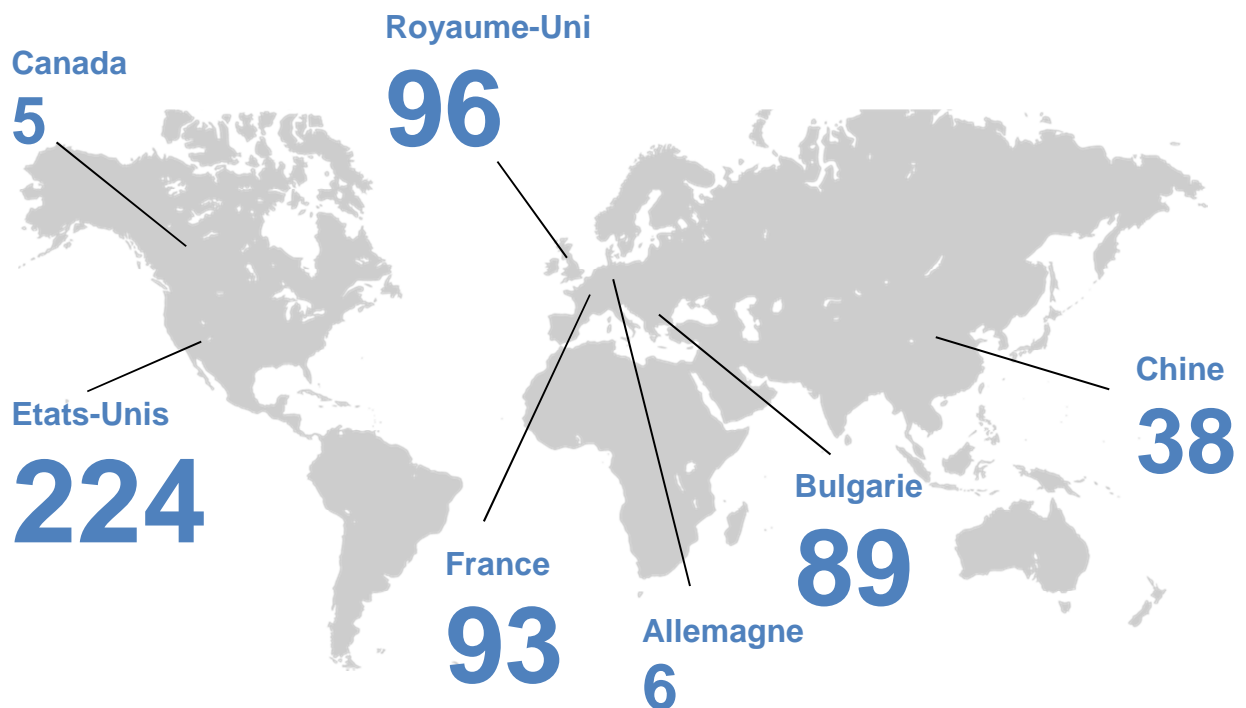 Royaume-Uni
96
Canada
5
Etats-Unis
224
France
93
Allemagne
6
Bulgarie
89
Chine
38